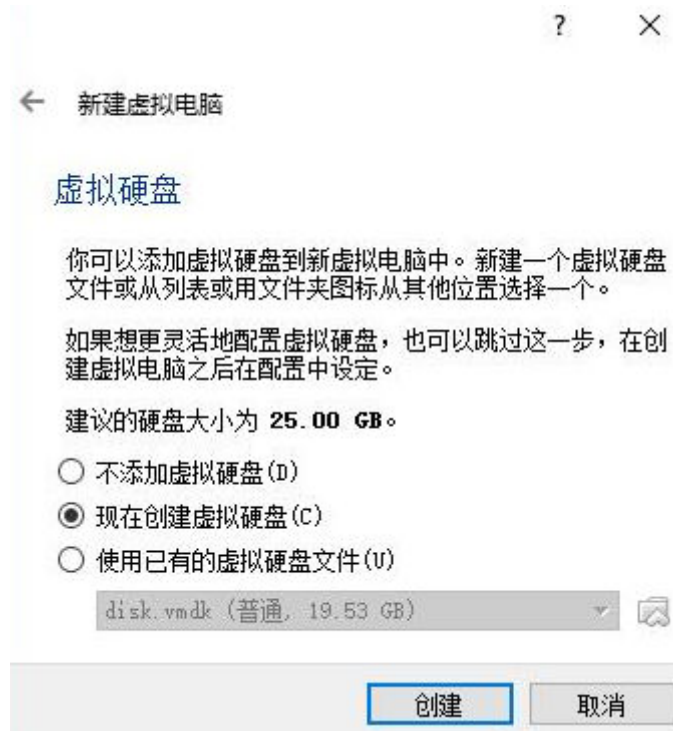 ?
新建虚拟电脑
虚拟硬盘
你可以添加虚拟硬盘到新虚拟电脑中。新建一个虚拟硬盘
文件或从列表或用文件夹图标从其他位置选择一个。
如果想更灵活地配置虚拟硬盘，也可以跳过这一步，在创
建虚拟电脑之后在配置中设定。
建议的硬盘大小为 25.00 GB。
不添加虚拟硬盘(D)
现在创建虚拟硬盘(C)
使用已有的虚拟硬盘文件(U)
disk.vmdk (普通, 19.53 GB)
创建
取消